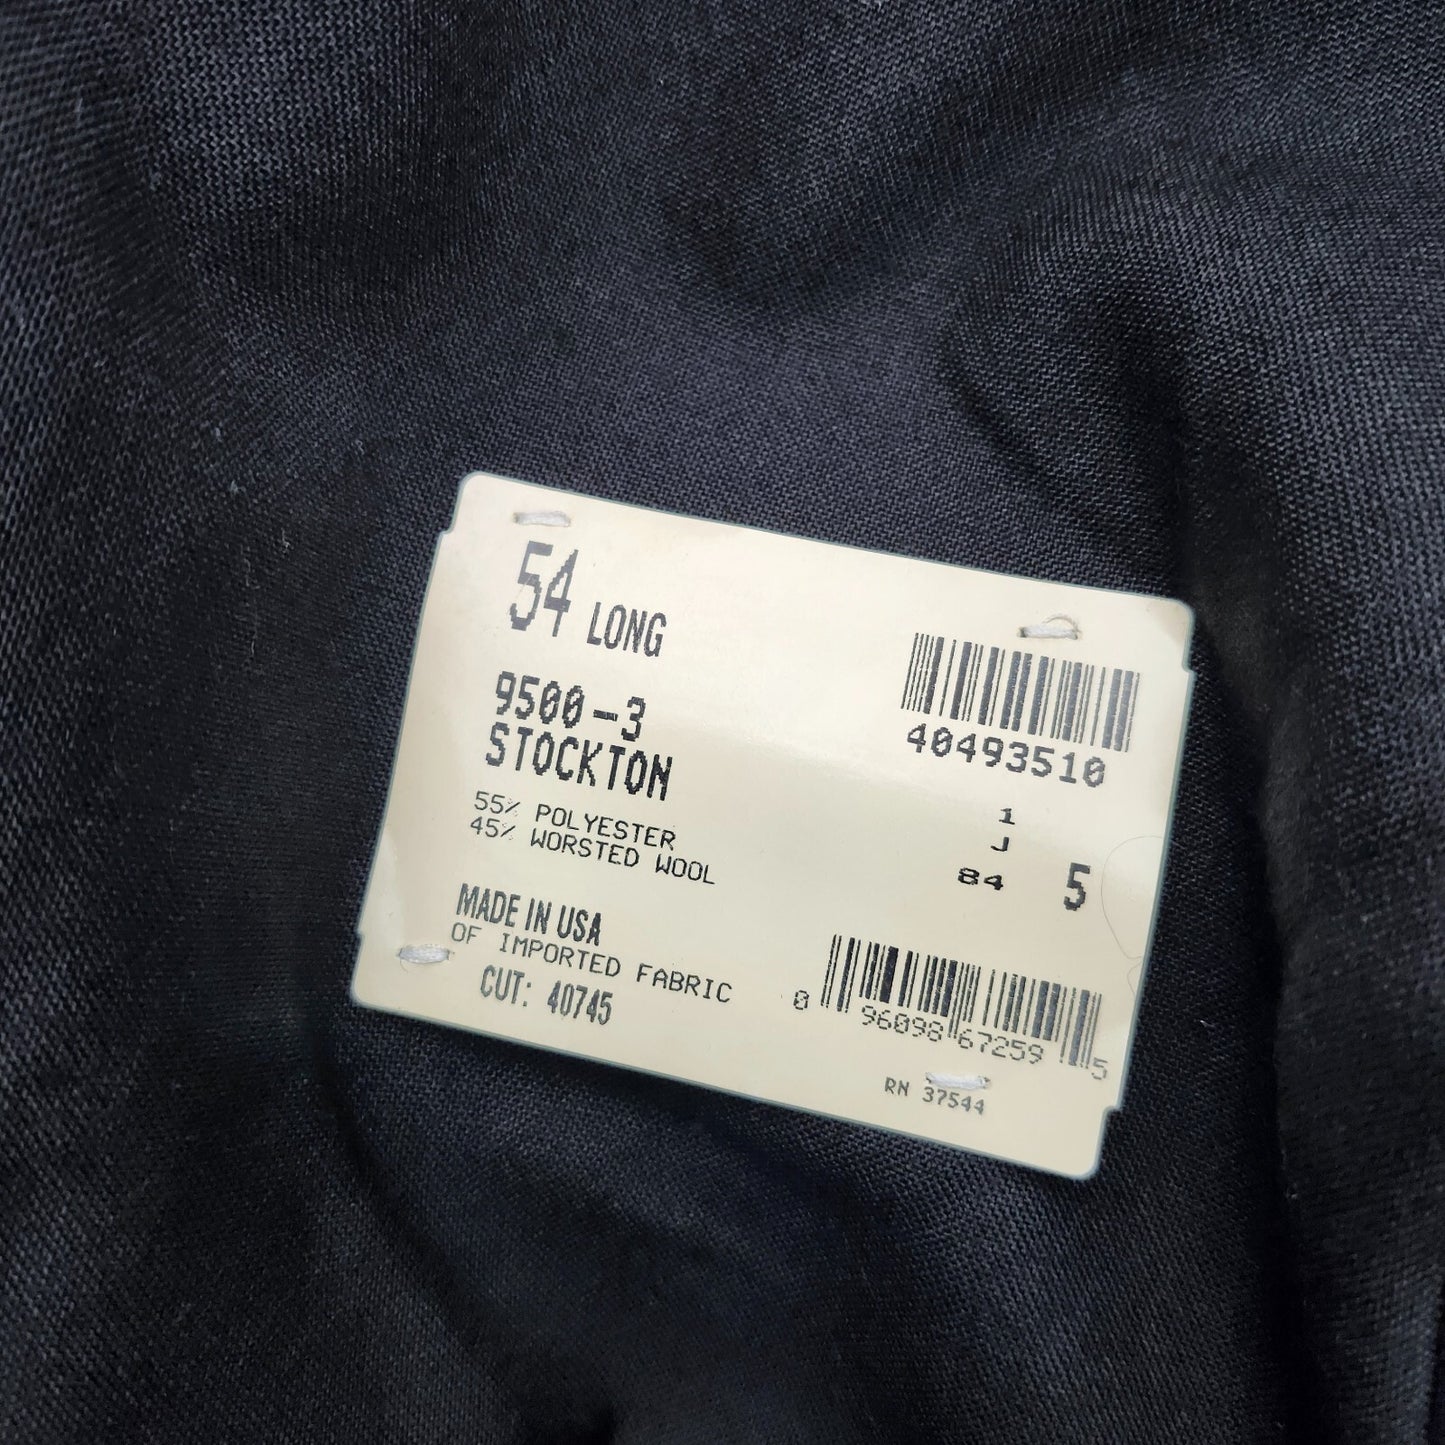 54 LONG
9500-3
STOCKTON
55% POLYESTER
45% WORSTED WOOL
MADE IN USA
OF IMPORTED FABRIC
CUT: 40745
40493510
1
J
84 5
0 96098 67259 5
RN 37544